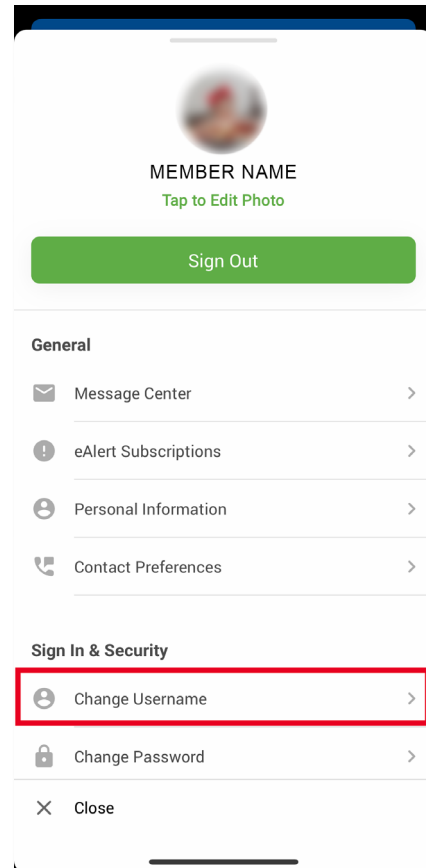 MEMBER NAME
Tap to Edit Photo
Sign Out
General
Message Center
eAlert Subscriptions
Personal Information
Contact Preferences
Sign In & Security
Change Username
Change Password
Close